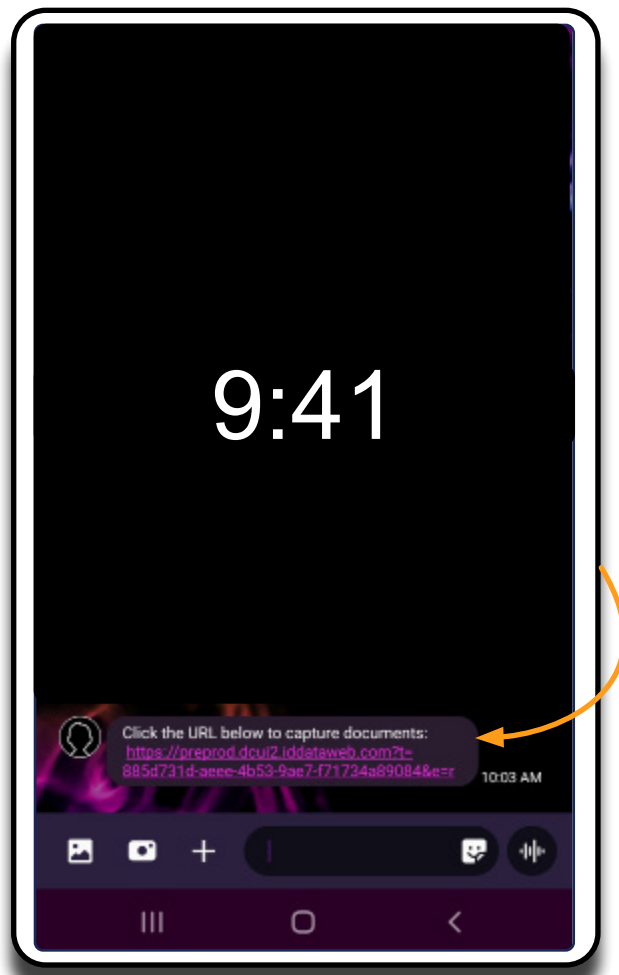 9:41
Click the URL below to capture documents:
https://preprod.dcui2.iddataweb.com?t=
885d731d-aeee-4b53-9ae7-f71734a89084&e=r
10:03 AM